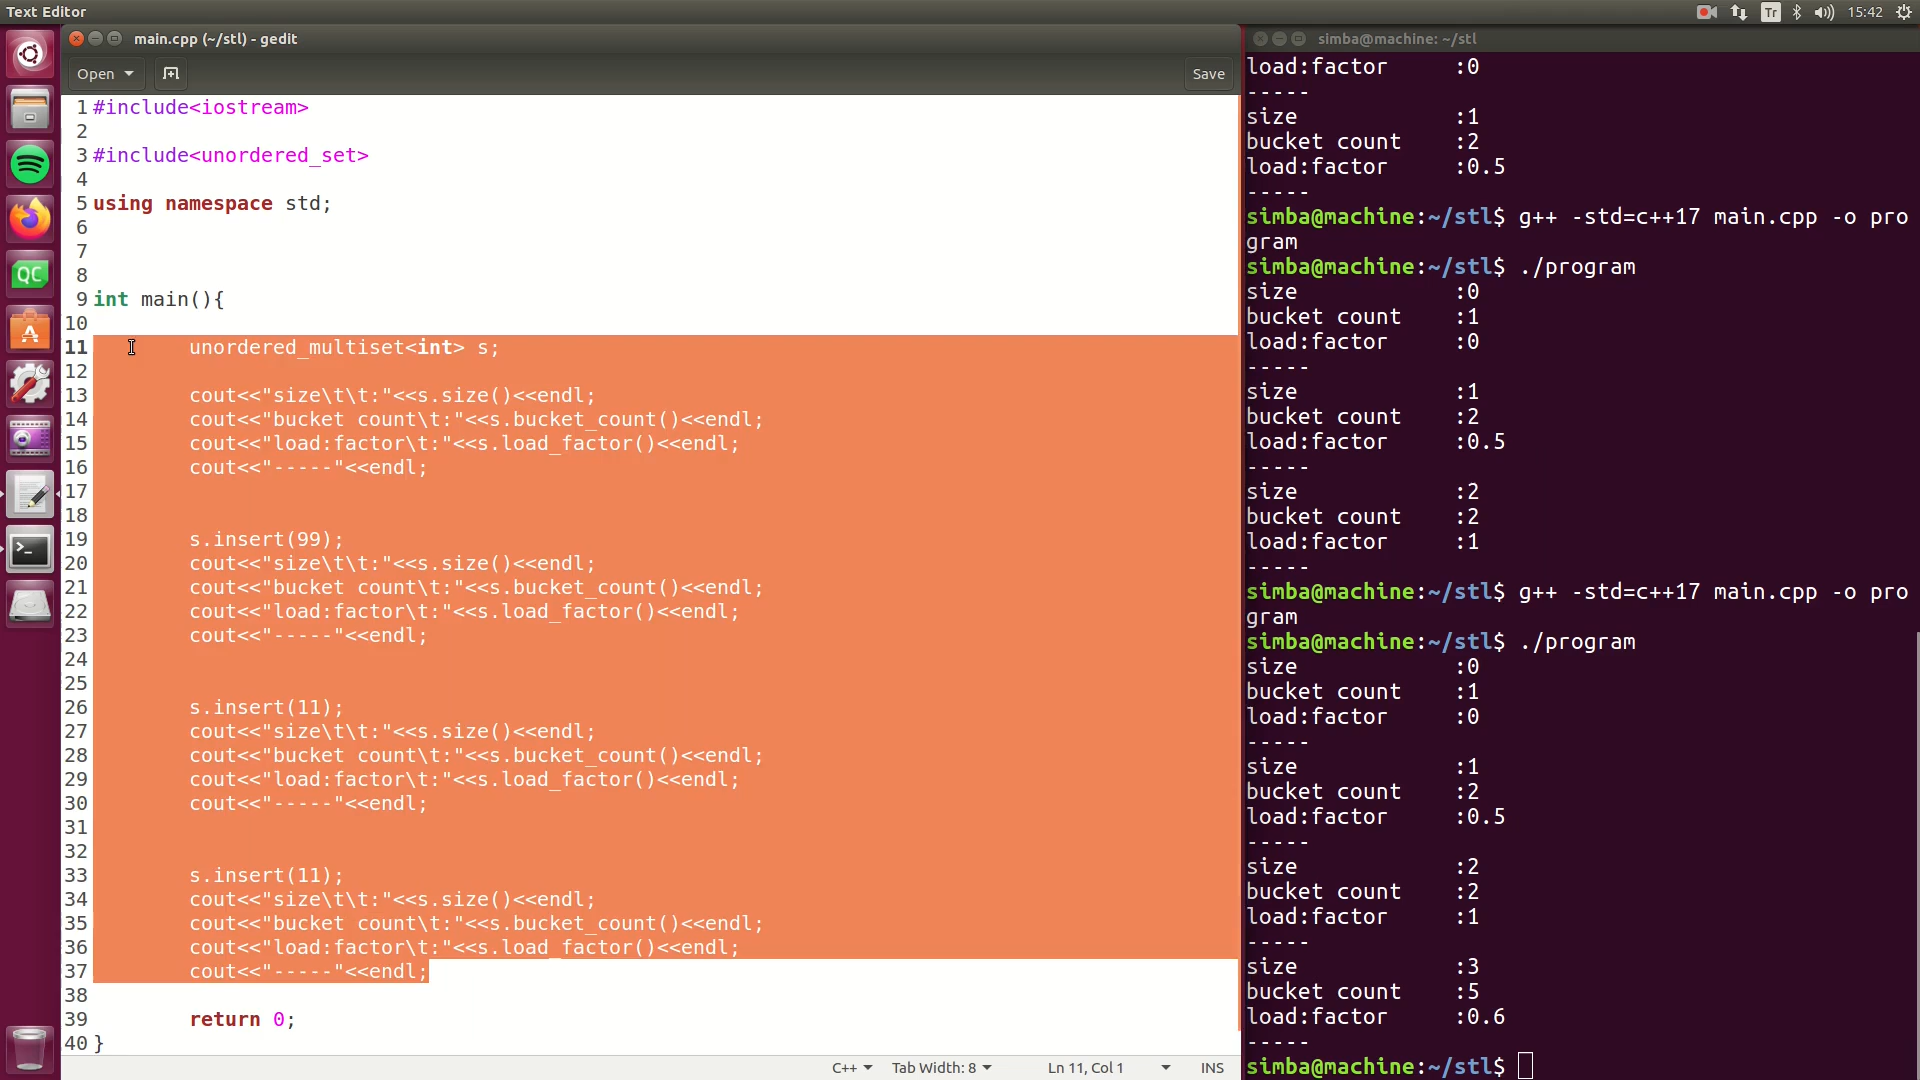 Text Editor
Tr
15:42
main.cpp (~/stl) - gedit
Open
Save
1 #include<iostream>
2
3 #include<unordered_set>
4
5 using namespace std;
6
7
8
9 int main(){
10
11 unordered_multiset<int> s;
12
13 cout<<"size\t\t:"<<s.size()<<endl;
14 cout<<"bucket count\t:"<<s.bucket_count()<<endl;
15 cout<<"load:factor\t:"<<s.load_factor()<<endl;
16 cout<<"-----"<<endl;
17
18
19 s.insert(99);
20 cout<<"size\t\t:"<<s.size()<<endl;
21 cout<<"bucket count\t:"<<s.bucket_count()<<endl;
22 cout<<"load:factor\t:"<<s.load_factor()<<endl;
23 cout<<"-----"<<endl;
24
25
26 s.insert(11);
27 cout<<"size\t\t:"<<s.size()<<endl;
28 cout<<"bucket count\t:"<<s.bucket_count()<<endl;
29 cout<<"load:factor\t:"<<s.load_factor()<<endl;
30 cout<<"-----"<<endl;
31
32
33 s.insert(11);
34 cout<<"size\t\t:"<<s.size()<<endl;
35 cout<<"bucket count\t:"<<s.bucket_count()<<endl;
36 cout<<"load:factor\t:"<<s.load_factor()<<endl;
37 cout<<"-----"<<endl;
38
39 return 0;
40 }
C++ Tab Width: 8 Ln 11, Col 1 INS
QC
simba@machine: ~/stl
load:factor :0
-----
size :1
bucket count :2
load:factor :0.5
-----
simba@machine:~/stl$ g++ -std=c++17 main.cpp -o pro
gram
simba@machine:~/stl$ ./program
size :0
bucket count :1
load:factor :0
-----
size :1
bucket count :2
load:factor :0.5
-----
size :2
bucket count :2
load:factor :1
-----
simba@machine:~/stl$ g++ -std=c++17 main.cpp -o pro
gram
simba@machine:~/stl$ ./program
size :0
bucket count :1
load:factor :0
-----
size :1
bucket count :2
load:factor :0.5
-----
size :2
bucket count :2
load:factor :1
-----
size :3
bucket count :5
load:factor :0.6
-----
simba@machine:~/stl$